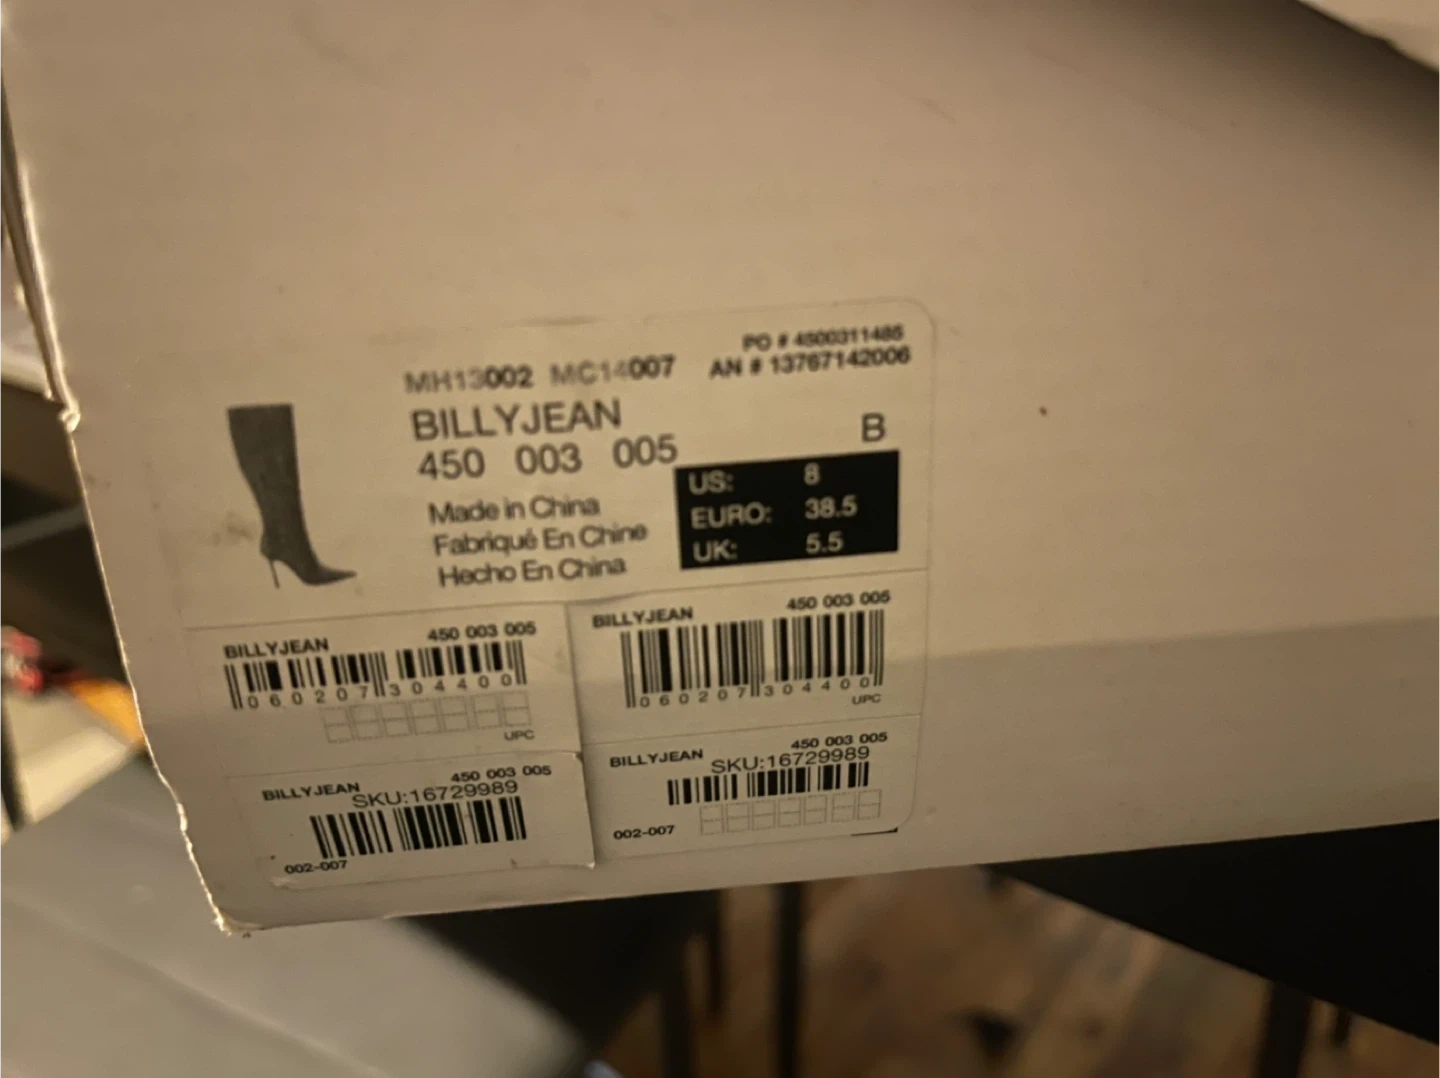 PO # 4500311485
MH13002 MC14007 AN # 13767142006
BILLYJEAN B
450 003 005
US: 8
EURO: 38.5
UK: 5.5
Made in China
Fabriqué En Chine
Hecho En China
BILLYJEAN 450 003 005
0 60207 30440 0
UPC
BILLYJEAN 450 003 005
0 60207 30440 0
UPC
BILLYJEAN 450 003 005
SKU:16729989
002-007
BILLYJEAN 450 003 005
SKU:16729989
002-007